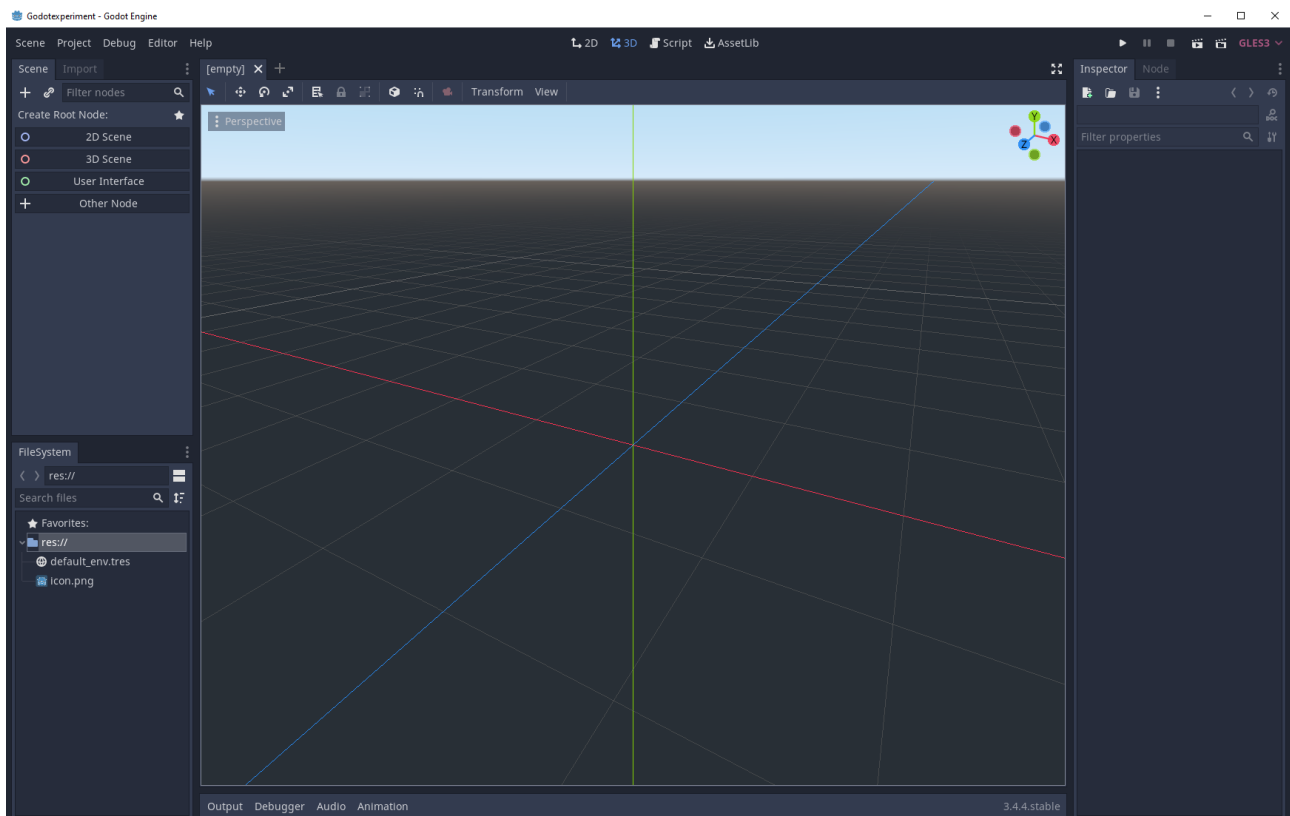 Godotexperiment - Godot Engine
Scene Project Debug Editor Help
2D 3D Script AssetLib
GLES3
Scene Import
[empty]
Inspector Node
Filter nodes
Transform View
Create Root Node:
Perspective
2D Scene
3D Scene
User Interface
Other Node
Y
X
Z
DOC
Filter properties
FileSystem
res://
Search files
Favorites:
res://
default_env.tres
icon.png
Output Debugger Audio Animation
3.4.4.stable